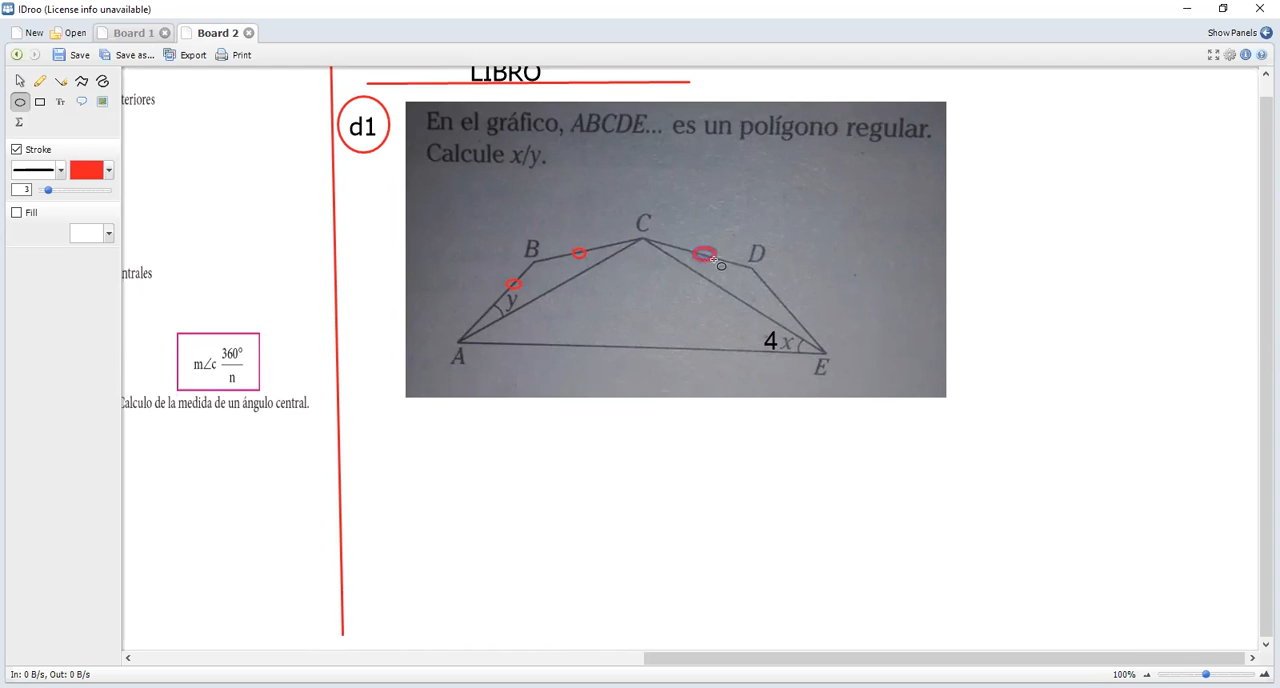 IDroo (License info unavailable)
New Open Board 1 Board 2 Show Panels
Save Save as... Export Print
LIBRO
teriores
d1
En el gráfico, ABCDE... es un polígono regular.
Calcule x/y.
Tr
Σ
Stroke
3
Fill
C
B
D
y
4x
A
E
ntrales
m∠c 360°
n
Calculo de la medida de un ángulo central.
In: 0 B/s, Out: 0 B/s
100%